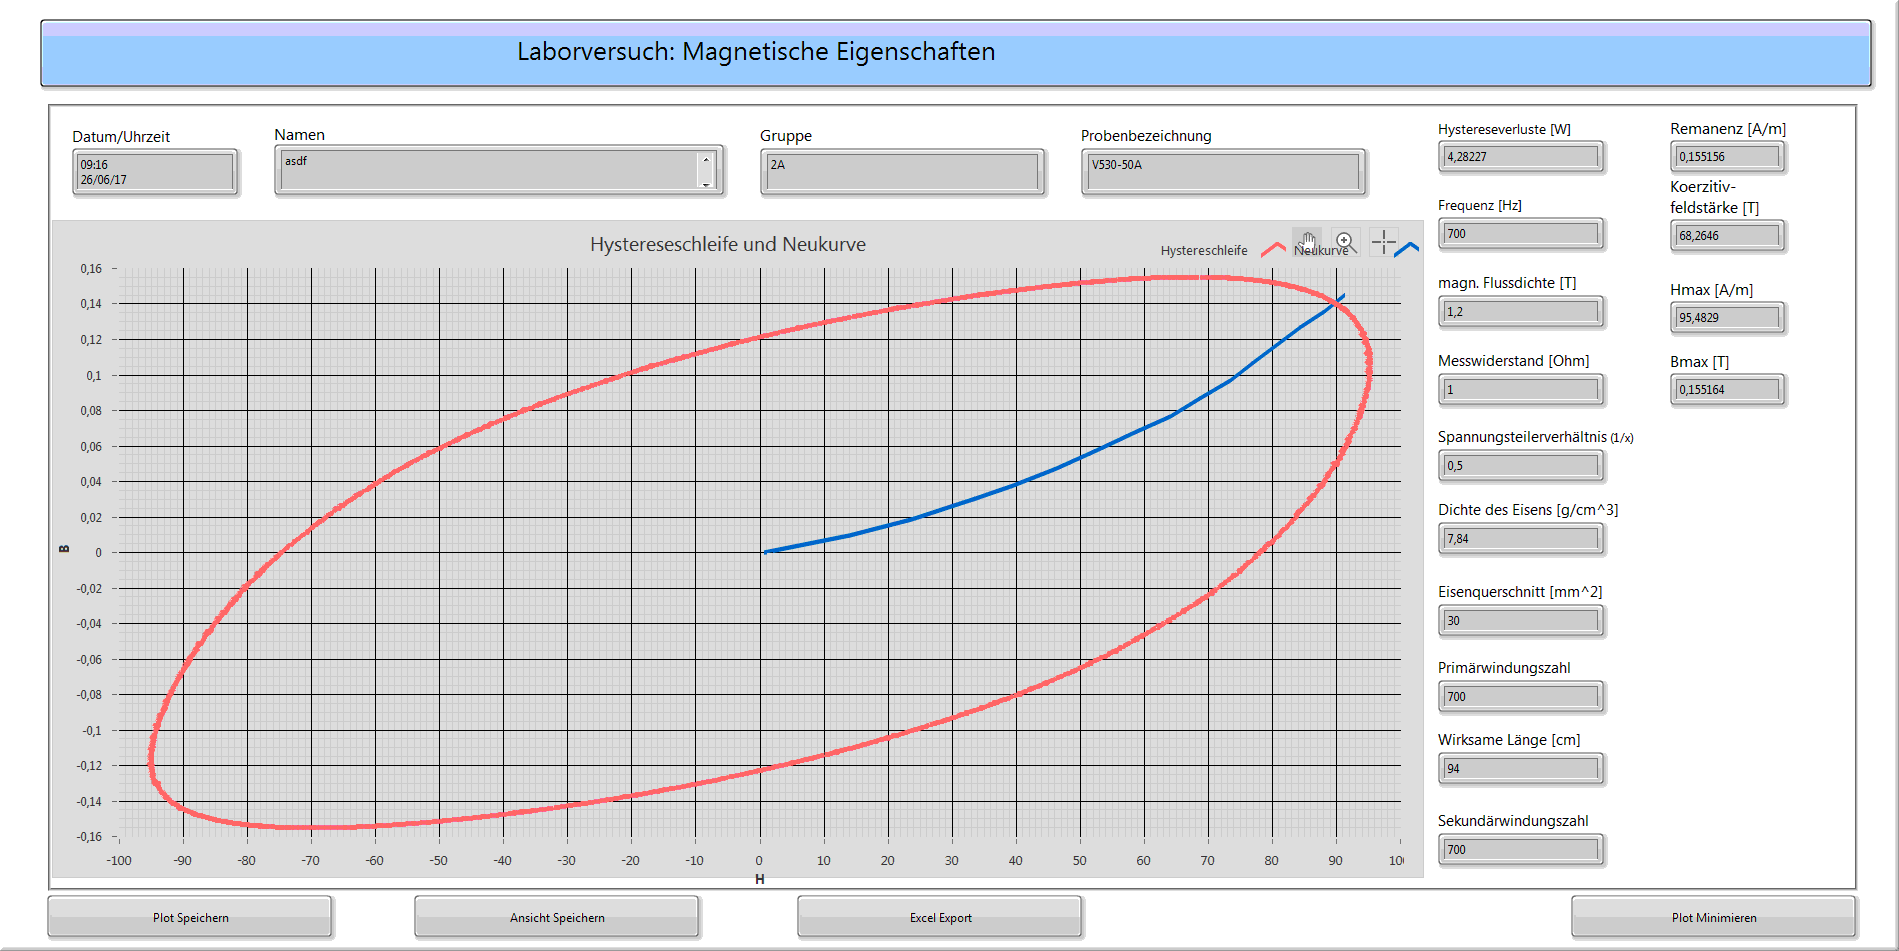 Laborversuch: Magnetische Eigenschaften
Datum/Uhrzeit
09:16
26/06/17
Namen
asdf
Gruppe
2A
Probenbezeichnung
V530-50A
Hystereseverluste [W]
4,28227
Remanenz [A/m]
0,155156
Koerzitiv-
feldstärke [T]
68,2646
Frequenz [Hz]
700
magn. Flussdichte [T]
1,2
Hmax [A/m]
95,4829
Messwiderstand [Ohm]
1
Bmax [T]
0,155164
Spannungsteilerverhältnis (1/x)
0,5
Dichte des Eisens [g/cm^3]
7,84
Eisenquerschnitt [mm^2]
30
Primärwindungszahl
700
Wirksame Länge [cm]
94
Sekundärwindungszahl
700
Hystereseschleife und Neukurve
Hystereschleife
Neukurve
0,16
0,14
0,12
0,1
0,08
0,06
0,04
0,02
0
-0,02
-0,04
-0,06
-0,08
-0,1
-0,12
-0,14
-0,16
B
-100 -90 -80 -70 -60 -50 -40 -30 -20 -10 0 10 20 30 40 50 60 70 80 90 10
H
Plot Speichern
Ansicht Speichern
Excel Export
Plot Minimieren